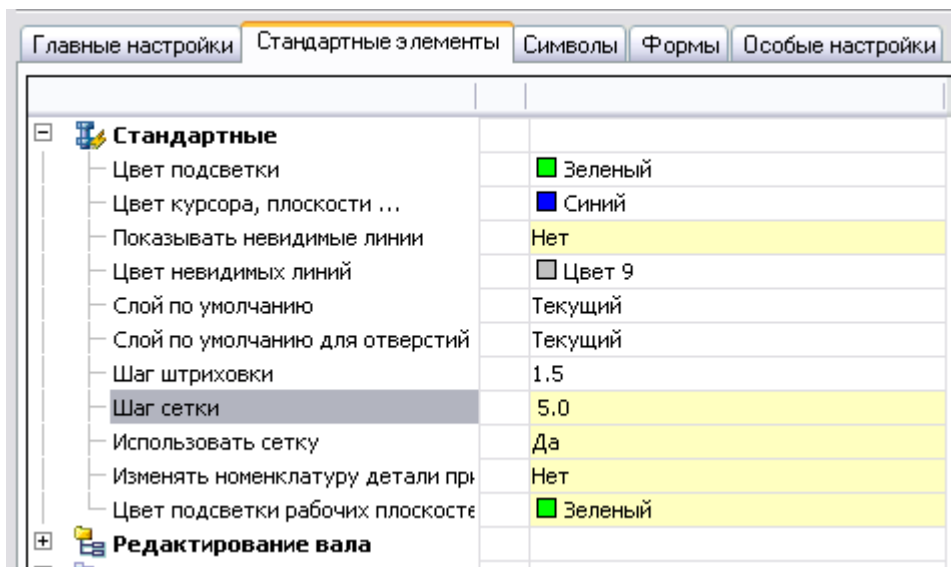 Главные настройки Стандартные элементы Символы Формы Особые настройки
Стандартные
Цвет подсветки Зеленый
Цвет курсора, плоскости ... Синий
Показывать невидимые линии Нет
Цвет невидимых линий Цвет 9
Слой по умолчанию Текущий
Слой по умолчанию для отверстий Текущий
Шаг штриховки 1.5
Шаг сетки 5.0
Использовать сетку Да
Изменять номенклатуру детали при Нет
Цвет подсветки рабочих плоскосте Зеленый
Редактирование вала